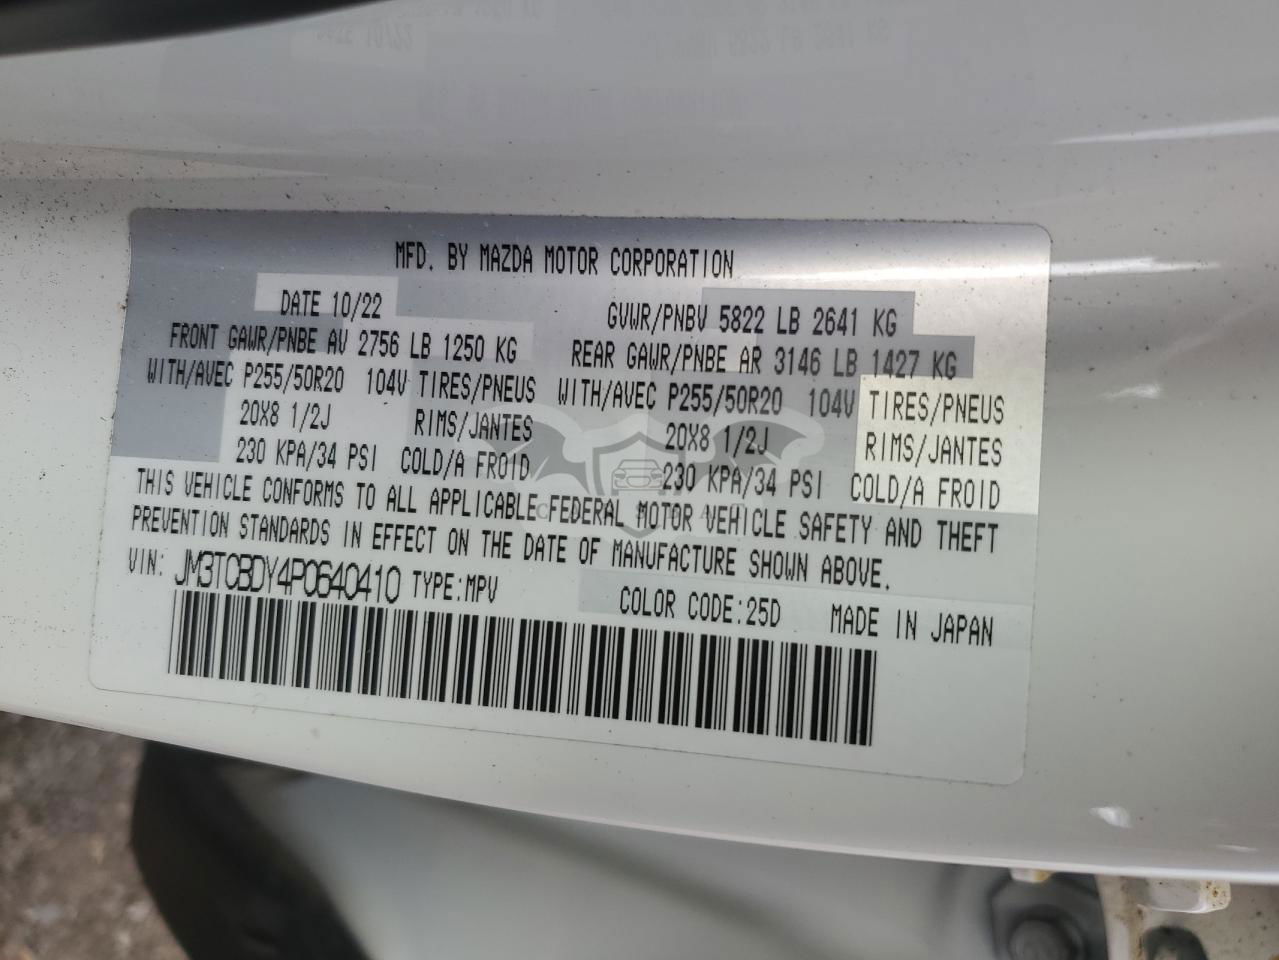 MFD. BY MAZDA MOTOR CORPORATION
DATE 10/22 GVWR/PNBV 5822 LB 2641 KG
FRONT GAWR/PNBE AV 2756 LB 1250 KG REAR GAWR/PNBE AR 3146 LB 1427 KG
WITH/AVEC P255/50R20 104V TIRES/PNEUS WITH/AVEC P255/50R20 104V TIRES/PNEUS
20X8 1/2J RIMS/JANTES 20X8 1/2J RIMS/JANTES
230 KPA/34 PSI COLD/A FROID 230 KPA/34 PSI COLD/A FROID
THIS VEHICLE CONFORMS TO ALL APPLICABLE FEDERAL MOTOR VEHICLE SAFETY AND THEFT
PREVENTION STANDARDS IN EFFECT ON THE DATE OF MANUFACTURE SHOWN ABOVE.
VIN: JM3TCBDY4P0640410 TYPE:MPV COLOR CODE:25D MADE IN JAPAN